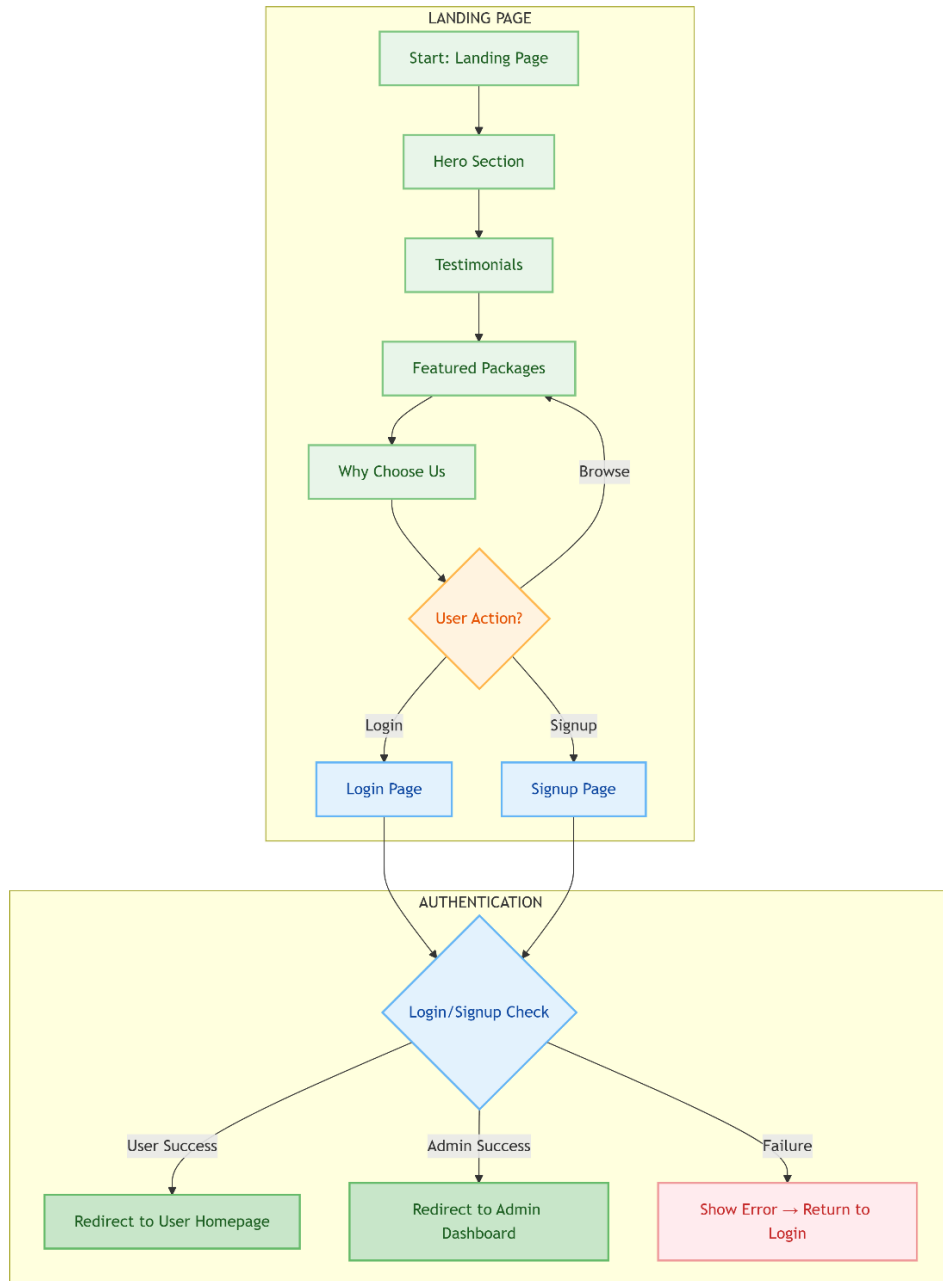 LANDING PAGE
Start: Landing Page
Hero Section
Testimonials
Featured Packages
Why Choose Us
Browse
User Action?
Login
Signup
Login Page
Signup Page
AUTHENTICATION
Login/Signup Check
User Success
Admin Success
Failure
Redirect to User Homepage
Redirect to Admin
Dashboard
Show Error → Return to
Login